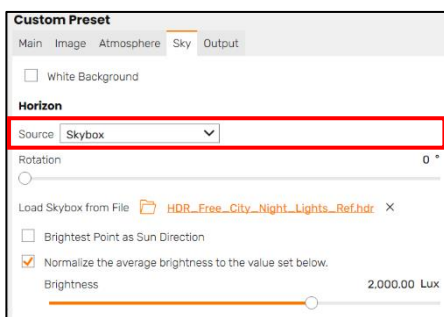 Custom Preset
Main Image Atmosphere Sky Output
White Background
Horizon
Source Skybox
Rotation 0 °
Load Skybox from File HDR_Free_City_Night_Lights_Ref.hdr ×
Brightest Point as Sun Direction
Normalize the average brightness to the value set below.
Brightness 2,000.00 Lux